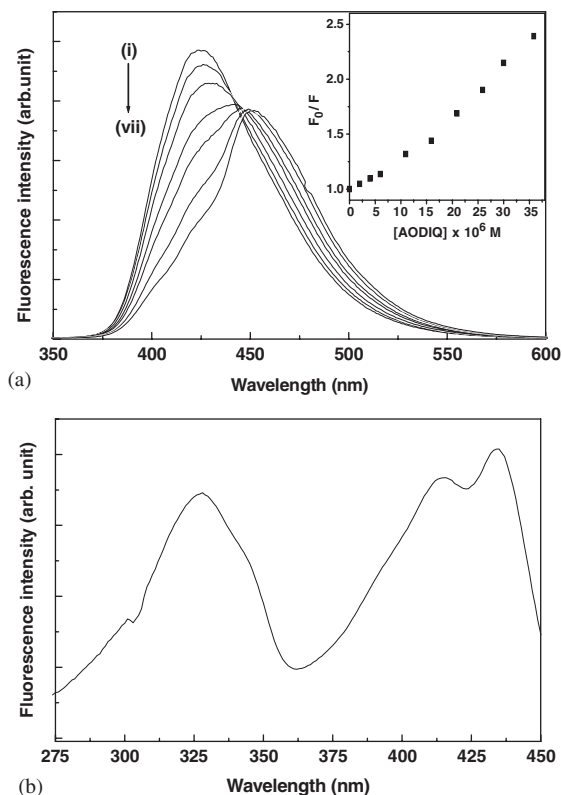 Fluorescence intensity (arb.unit)
(i)
(vii)
F₀/ F
2.5
2.0
1.5
1.0
0 5 10 15 20 25 30 35
[AODIQ] x 10⁶ M
350 400 450 500 550 600
Wavelength (nm)
(a)
Fluorescence intensity (arb. unit)
275 300 325 350 375 400 425 450
Wavelength (nm)
(b)